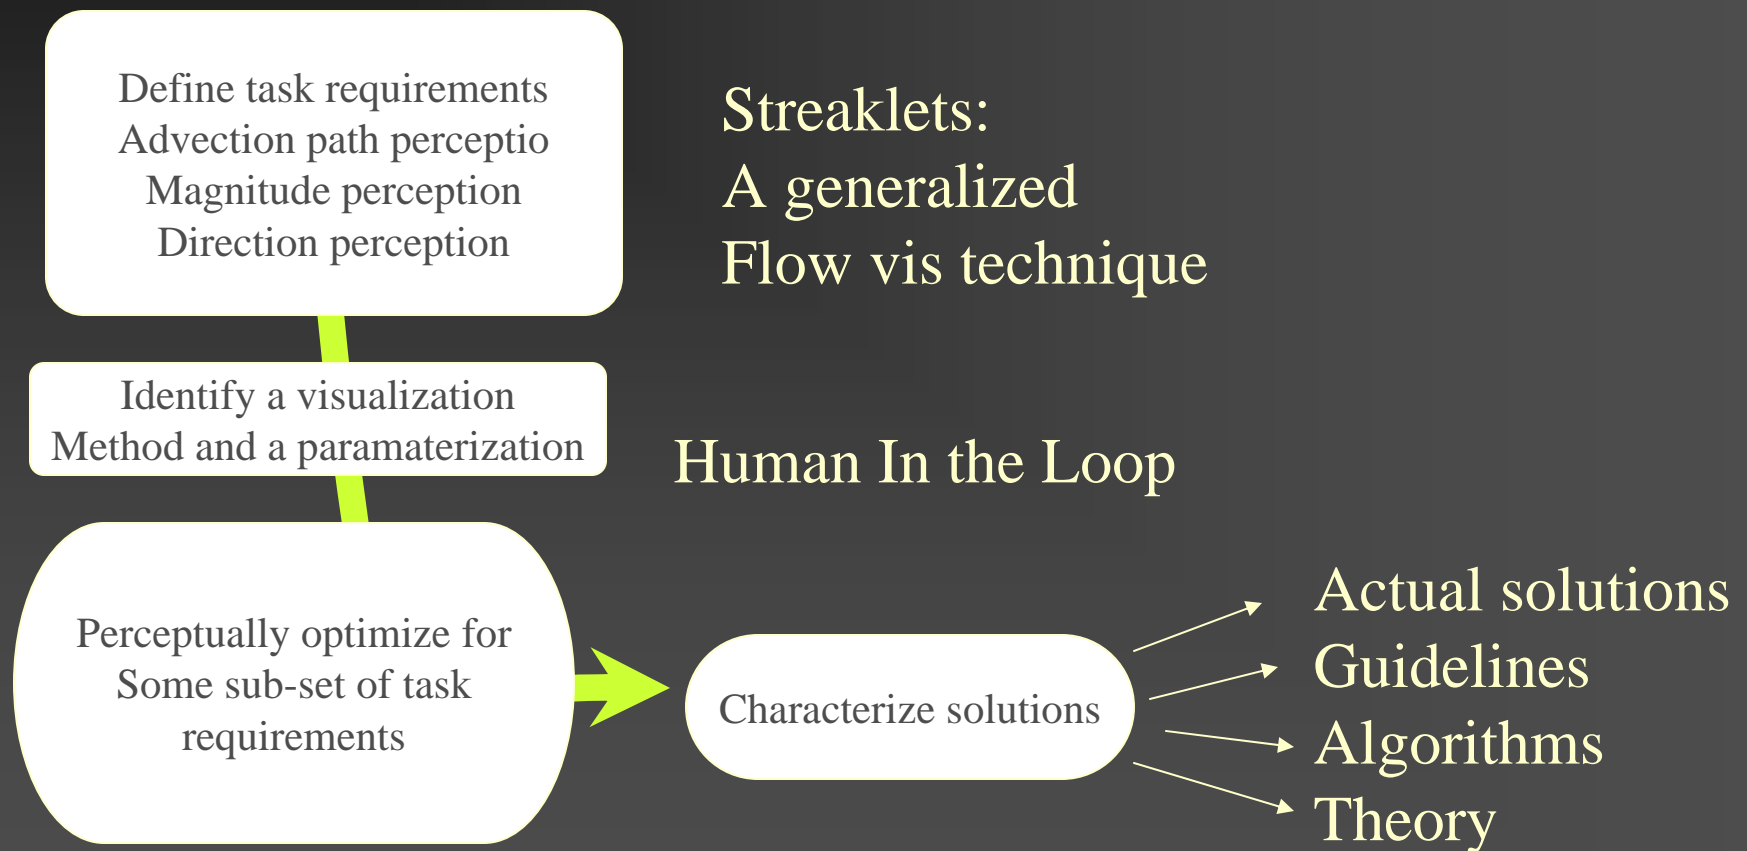 Define task requirements
Advection path perceptio
Magnitude perception
Direction perception
Streaklets:
A generalized
Flow vis technique
Identify a visualization
Method and a paramaterization
Human In the Loop
Perceptually optimize for
Some sub-set of task
requirements
Characterize solutions
Actual solutions
Guidelines
Algorithms
Theory